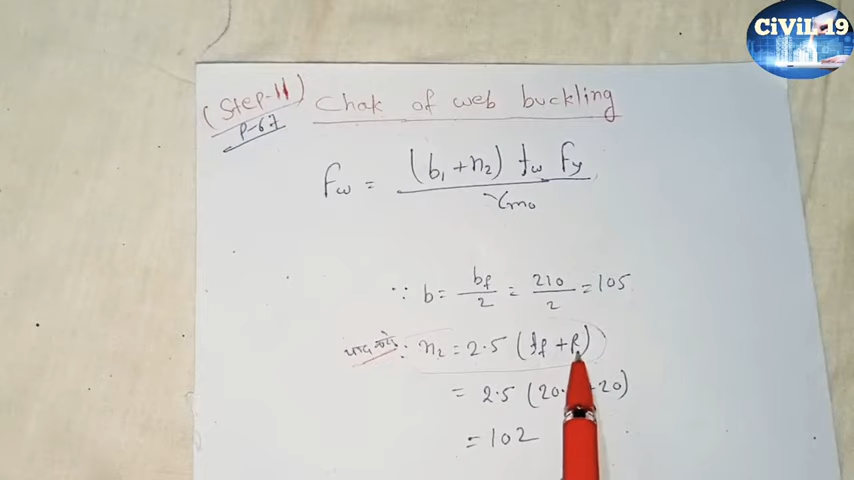 CiViL 19
(Step-11) Chak of web buckling
P-67
Fw = (b₁ + n₂) tw Fy / γm₀
∵ b = bf/2 = 210/2 = 105
∵ n₂ = 2.5 (tf + R)
= 2.5 (20. +20)
= 102